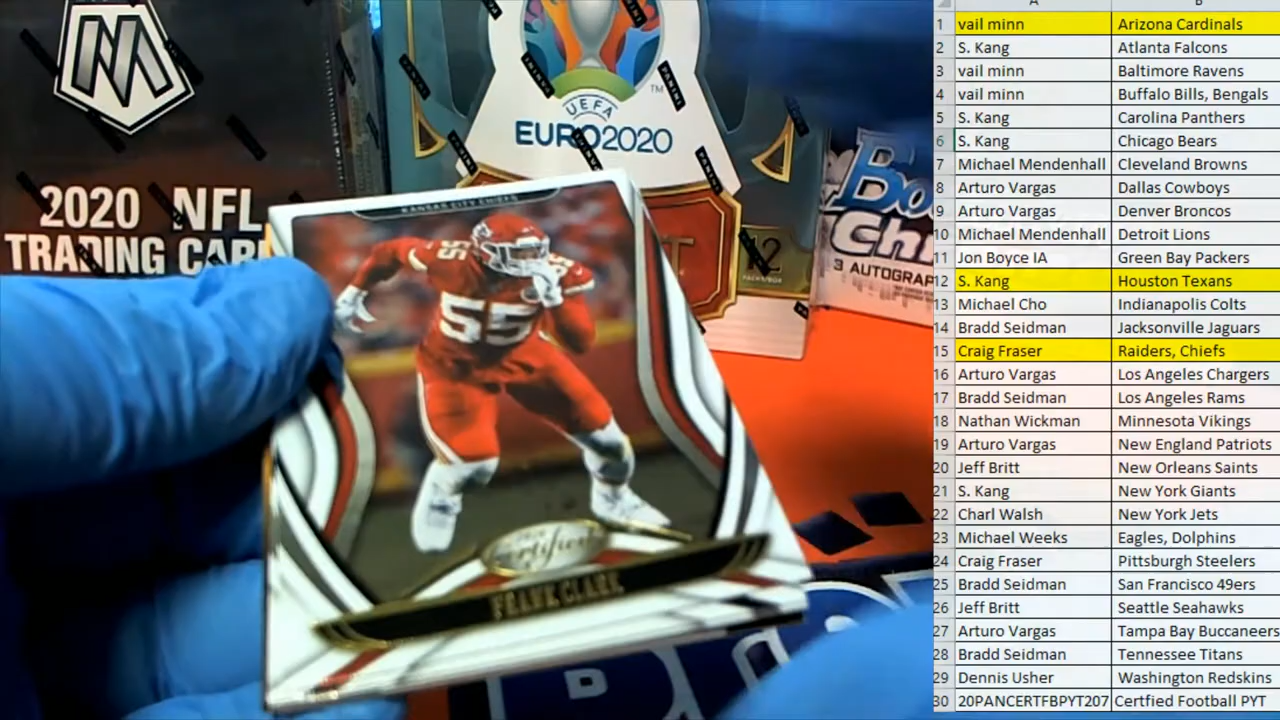 M
2020 NFL
TRADING CAR
UEFA
TM
EURO2020
12
PACKS/BOX
Bo
Ch
3 AUTOGRAP
KANSAS CITY CHIEFS
55
55
Certified
FRANK CLARK
A B
1 vail minn Arizona Cardinals
2 S. Kang Atlanta Falcons
3 vail minn Baltimore Ravens
4 vail minn Buffalo Bills, Bengals
5 S. Kang Carolina Panthers
6 S. Kang Chicago Bears
7 Michael Mendenhall Cleveland Browns
8 Arturo Vargas Dallas Cowboys
9 Arturo Vargas Denver Broncos
10 Michael Mendenhall Detroit Lions
11 Jon Boyce IA Green Bay Packers
12 S. Kang Houston Texans
13 Michael Cho Indianapolis Colts
14 Bradd Seidman Jacksonville Jaguars
15 Craig Fraser Raiders, Chiefs
16 Arturo Vargas Los Angeles Chargers
17 Bradd Seidman Los Angeles Rams
18 Nathan Wickman Minnesota Vikings
19 Arturo Vargas New England Patriots
20 Jeff Britt New Orleans Saints
21 S. Kang New York Giants
22 Charl Walsh New York Jets
23 Michael Weeks Eagles, Dolphins
24 Craig Fraser Pittsburgh Steelers
25 Bradd Seidman San Francisco 49ers
26 Jeff Britt Seattle Seahawks
27 Arturo Vargas Tampa Bay Buccaneers
28 Bradd Seidman Tennessee Titans
29 Dennis Usher Washington Redskins
30 20PANCERTFBPYT207 Certfied Football PYT